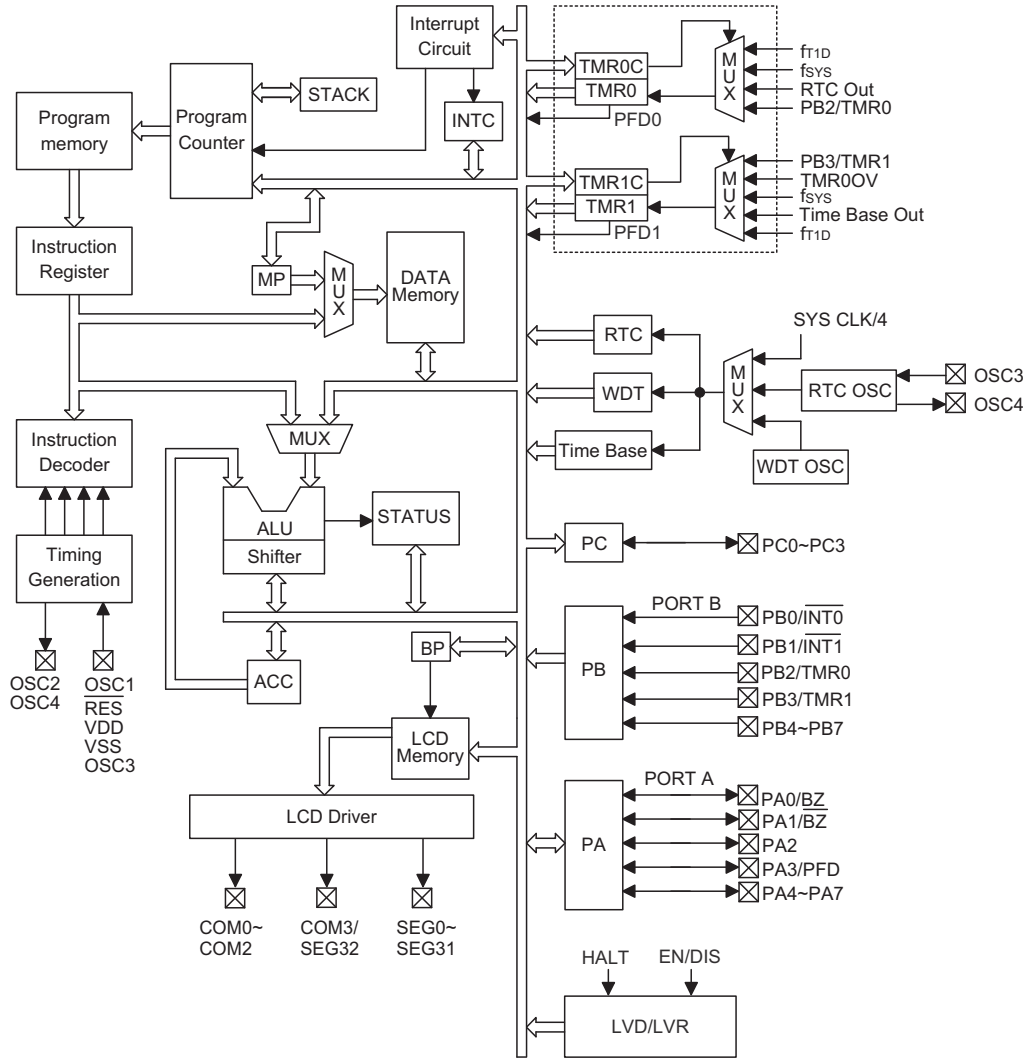 Interrupt
Circuit
STACK
Program
memory
Program
Counter
INTC
Instruction
Register
MP
MUX
DATA
Memory
MUX
Instruction
Decoder
ALU
Shifter
STATUS
Timing
Generation
OSC2
OSC4
OSC1
RES
VDD
VSS
OSC3
ACC
BP
LCD
Memory
LCD Driver
COM0~
COM2
COM3/
SEG32
SEG0~
SEG31
TMR0C
TMR0
PFD0
MUX
fT1D
fSYS
RTC Out
PB2/TMR0
TMR1C
TMR1
PFD1
MUX
PB3/TMR1
TMR0OV
fSYS
Time Base Out
fT1D
RTC
WDT
Time Base
MUX
SYS CLK/4
RTC OSC
OSC3
OSC4
WDT OSC
PC
PC0~PC3
PORT B
PB
PB0/INT0
PB1/INT1
PB2/TMR0
PB3/TMR1
PB4~PB7
PORT A
PA
PA0/BZ
PA1/BZ
PA2
PA3/PFD
PA4~PA7
HALT
EN/DIS
LVD/LVR